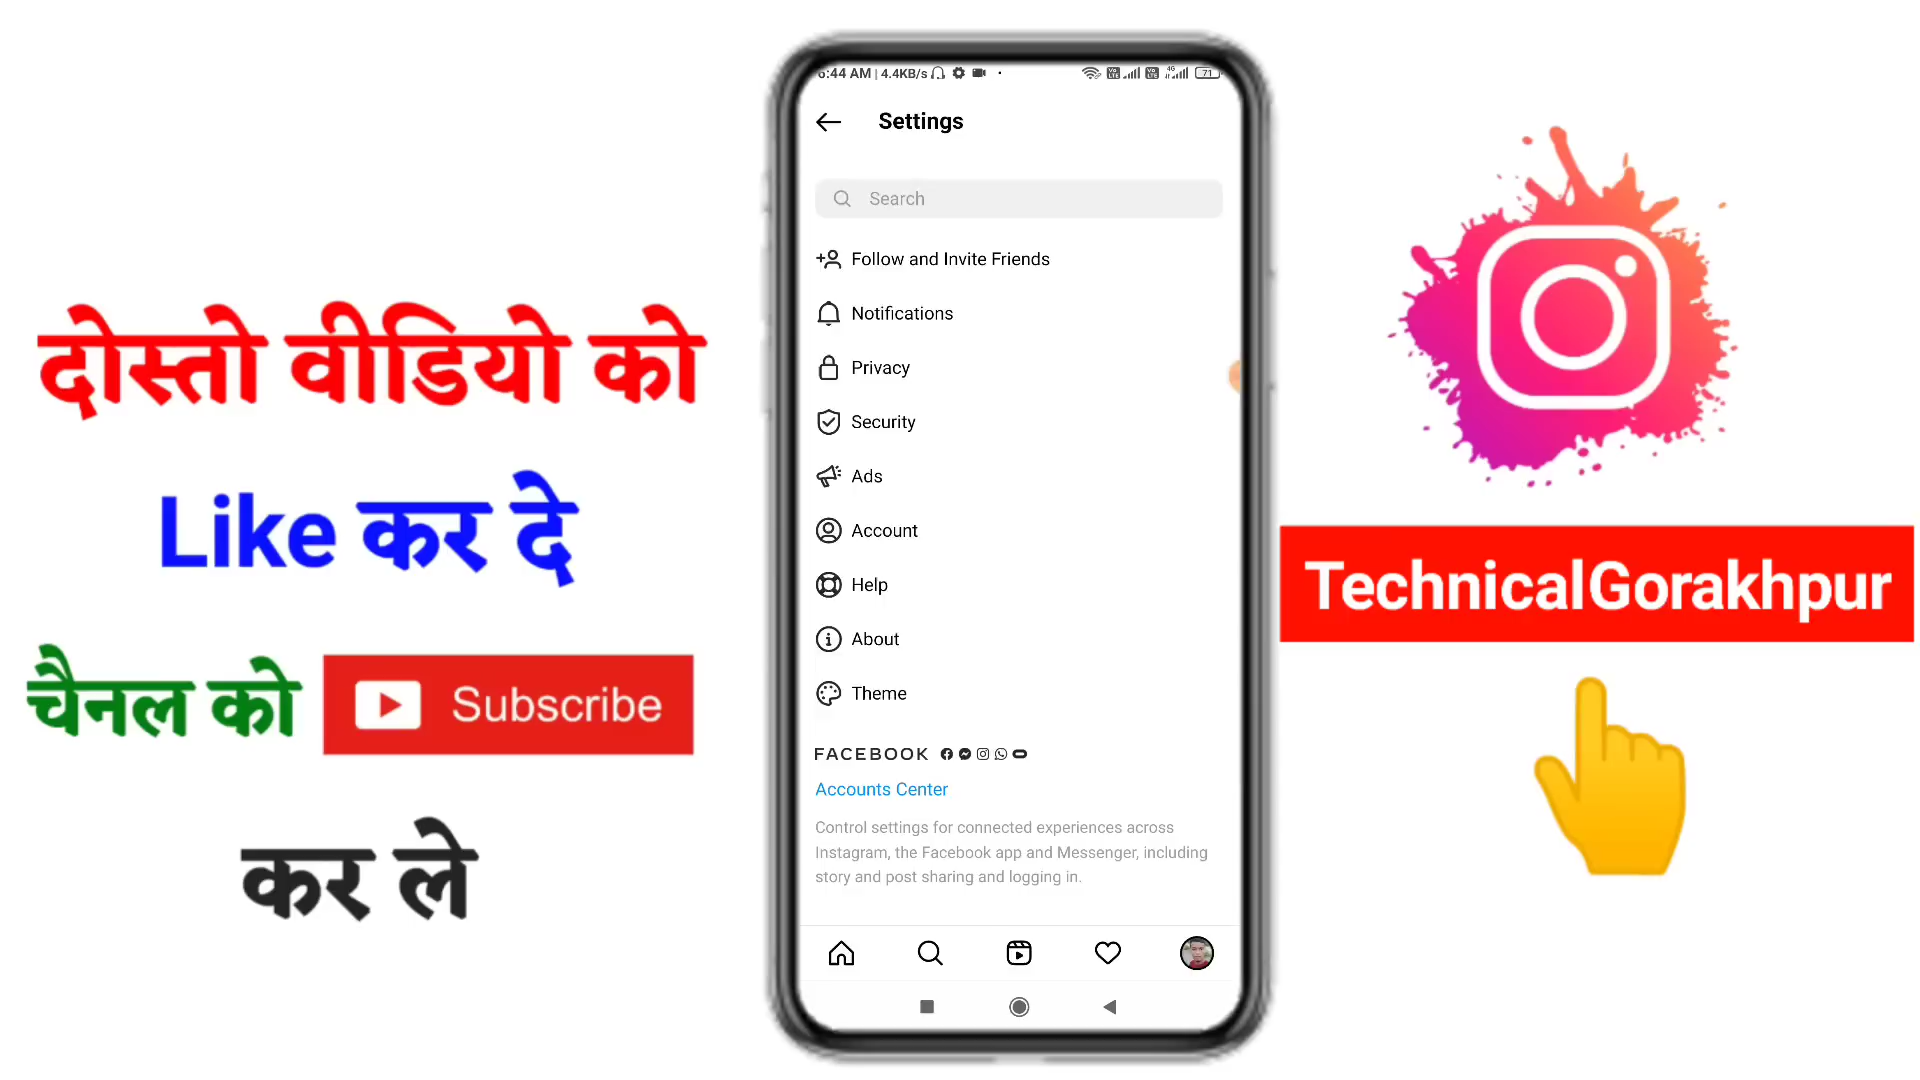 दोस्तो वीडियो को
Like कर दे
चैनल को Subscribe
कर ले
6:44 AM | 4.4KB/s
4G
71
Settings
Search
Follow and Invite Friends
Notifications
Privacy
Security
Ads
Account
Help
About
Theme
FACEBOOK
Accounts Center
Control settings for connected experiences across
Instagram, the Facebook app and Messenger, including
story and post sharing and logging in.
TechnicalGorakhpur